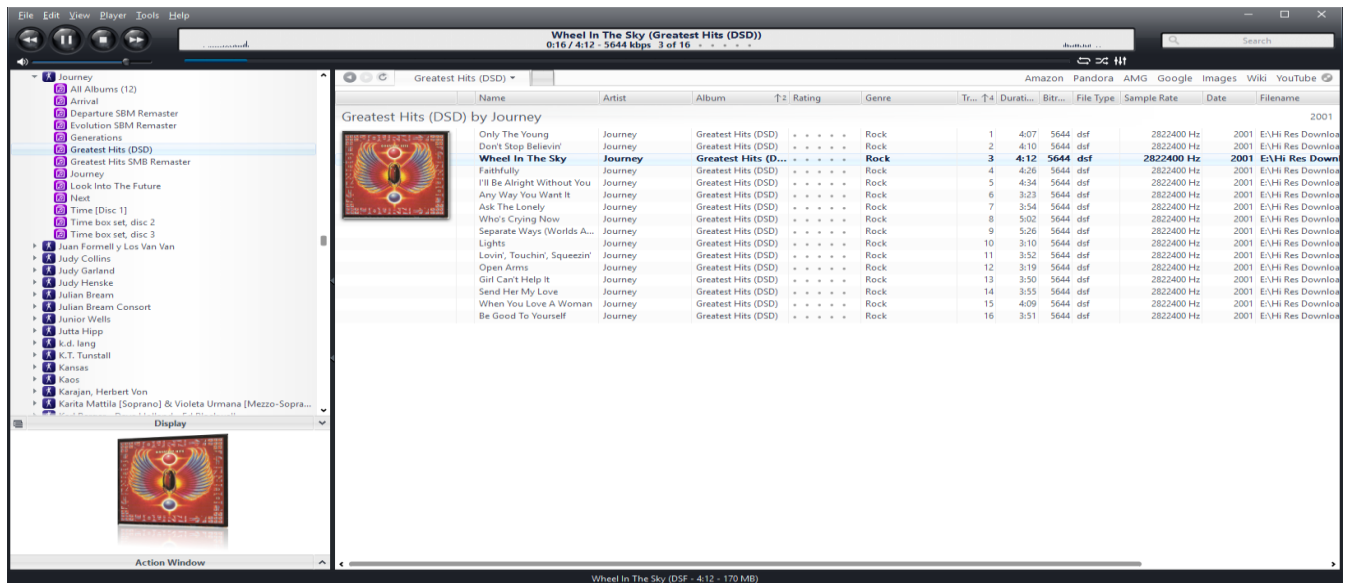 File Edit View Player Tools Help
Wheel In The Sky (Greatest Hits (DSD))
0:16 / 4:12 - 5644 kbps 3 of 16
Search
Journey
All Albums (12)
Arrival
Departure SBM Remaster
Evolution SBM Remaster
Generations
Greatest Hits (DSD)
Greatest Hits SMB Remaster
Journey
Look Into The Future
Next
Time [Disc 1]
Time box set, disc 2
Time box set, disc 3
Juan Formell y Los Van Van
Judy Collins
Judy Garland
Judy Henske
Julian Bream
Julian Bream Consort
Junior Wells
Jutta Hipp
k.d. lang
K.T. Tunstall
Kansas
Kaos
Karajan, Herbert Von
Karita Mattila [Soprano] & Violeta Urmana [Mezzo-Sopra...
Display
Action Window
Greatest Hits (DSD)
Amazon Pandora AMG Google Images Wiki YouTube
Name Artist Album 2 Rating Genre Tr... 4 Durati... Bitr... File Type Sample Rate Date Filename
Greatest Hits (DSD) by Journey 2001
Only The Young Journey Greatest Hits (DSD) Rock 1 4:07 5644 dsf 2822400 Hz 2001 E:\Hi Res Downloa
Don't Stop Believin' Journey Greatest Hits (DSD) Rock 2 4:10 5644 dsf 2822400 Hz 2001 E:\Hi Res Downloa
Wheel In The Sky Journey Greatest Hits (D... Rock 3 4:12 5644 dsf 2822400 Hz 2001 E:\Hi Res Downl
Faithfully Journey Greatest Hits (DSD) Rock 4 4:26 5644 dsf 2822400 Hz 2001 E:\Hi Res Downloa
I'll Be Alright Without You Journey Greatest Hits (DSD) Rock 5 4:34 5644 dsf 2822400 Hz 2001 E:\Hi Res Downloa
Any Way You Want It Journey Greatest Hits (DSD) Rock 6 3:23 5644 dsf 2822400 Hz 2001 E:\Hi Res Downloa
Ask The Lonely Journey Greatest Hits (DSD) Rock 7 3:54 5644 dsf 2822400 Hz 2001 E:\Hi Res Downloa
Who's Crying Now Journey Greatest Hits (DSD) Rock 8 5:02 5644 dsf 2822400 Hz 2001 E:\Hi Res Downloa
Separate Ways (Worlds A... Journey Greatest Hits (DSD) Rock 9 5:26 5644 dsf 2822400 Hz 2001 E:\Hi Res Downloa
Lights Journey Greatest Hits (DSD) Rock 10 3:10 5644 dsf 2822400 Hz 2001 E:\Hi Res Downloa
Lovin', Touchin', Squeezin' Journey Greatest Hits (DSD) Rock 11 3:52 5644 dsf 2822400 Hz 2001 E:\Hi Res Downloa
Open Arms Journey Greatest Hits (DSD) Rock 12 3:19 5644 dsf 2822400 Hz 2001 E:\Hi Res Downloa
Girl Can't Help It Journey Greatest Hits (DSD) Rock 13 3:50 5644 dsf 2822400 Hz 2001 E:\Hi Res Downloa
Send Her My Love Journey Greatest Hits (DSD) Rock 14 3:55 5644 dsf 2822400 Hz 2001 E:\Hi Res Downloa
When You Love A Woman Journey Greatest Hits (DSD) Rock 15 4:09 5644 dsf 2822400 Hz 2001 E:\Hi Res Downloa
Be Good To Yourself Journey Greatest Hits (DSD) Rock 16 3:51 5644 dsf 2822400 Hz 2001 E:\Hi Res Downloa
Wheel In The Sky (DSF - 4:12 - 170 MB)